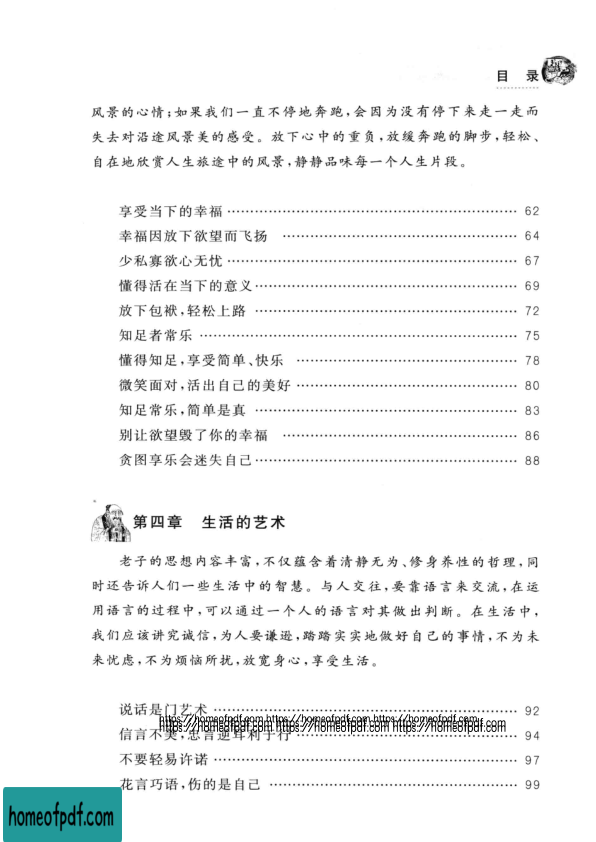 目 录
风景的心情;如果我们一直不停地奔跑,会因为没有停下来走一走而
失去对沿途风景美的感受。放下心中的重负,放缓奔跑的脚步,轻松、
自在地欣赏人生旅途中的风景,静静品味每一个人生片段。
享受当下的幸福 …… 62
幸福因放下欲望而飞扬 …… 64
少私寡欲心无忧 …… 67
懂得活在当下的意义 …… 69
放下包袱,轻松上路 …… 72
知足者常乐 …… 75
懂得知足,享受简单、快乐 …… 78
微笑面对,活出自己的美好 …… 80
知足常乐,简单是真 …… 83
别让欲望毁了你的幸福 …… 86
贪图享乐会迷失自己 …… 88
第四章 生活的艺术
老子的思想内容丰富,不仅蕴含着清静无为、修身养性的哲理,同
时还告诉人们一些生活中的智慧。与人交往,要靠语言来交流,在运
用语言的过程中,可以通过一个人的语言对其做出判断。在生活中,
我们应该讲究诚信,为人要谦逊,踏踏实实地做好自己的事情,不为未
来忧虑,不为烦恼所扰,放宽身心,享受生活。
说话是门艺术 …… 92
https://homeofpdf.com https://homeofpdf.com https://homeofpdf.com
https://homeofpdf.com https://homeofpdf.com https://homeofpdf.com
信言不美,忠言逆耳利于行 …… 94
不要轻易许诺 …… 97
花言巧语,伤的是自己 …… 99
homeofpdf.com